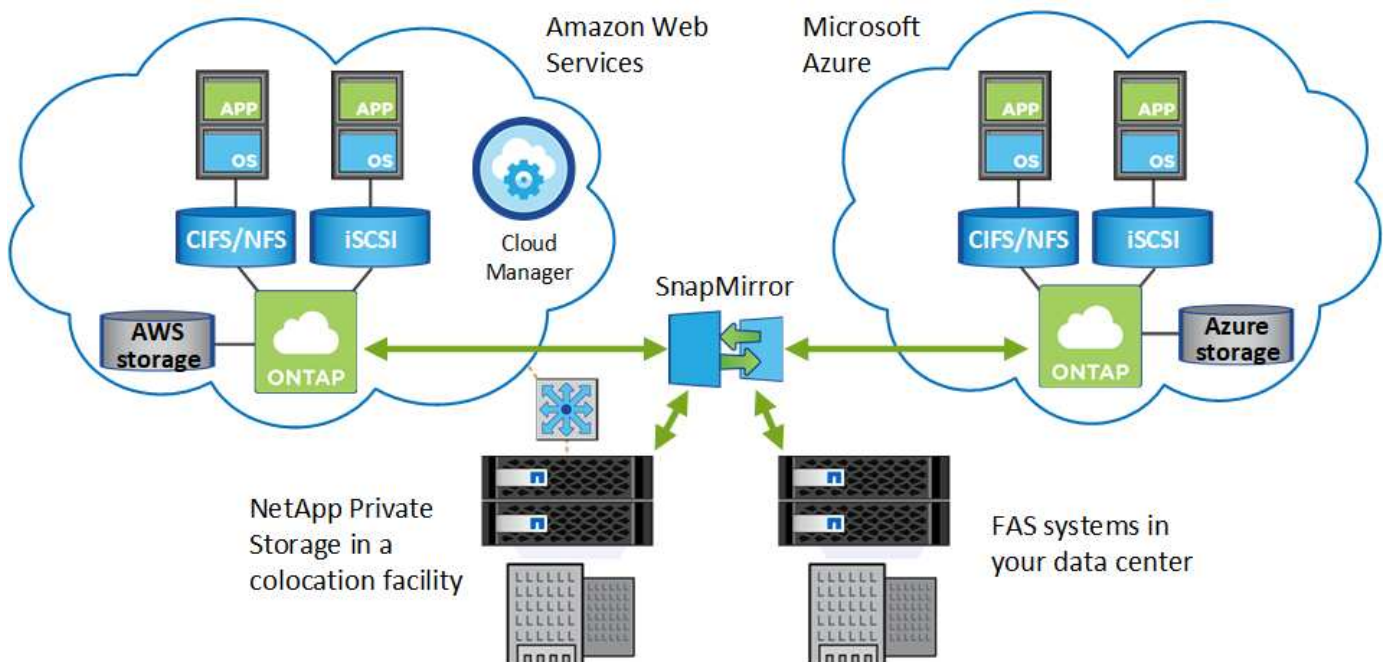 Amazon Web
Services
Microsoft
Azure
APP
OS
APP
OS
CIFS/NFS
iSCSI
Cloud
Manager
AWS
storage
ONTAP
SnapMirror
APP
OS
APP
OS
CIFS/NFS
iSCSI
ONTAP
Azure
storage
NetApp Private
Storage in a
colocation facility
FAS systems in
your data center